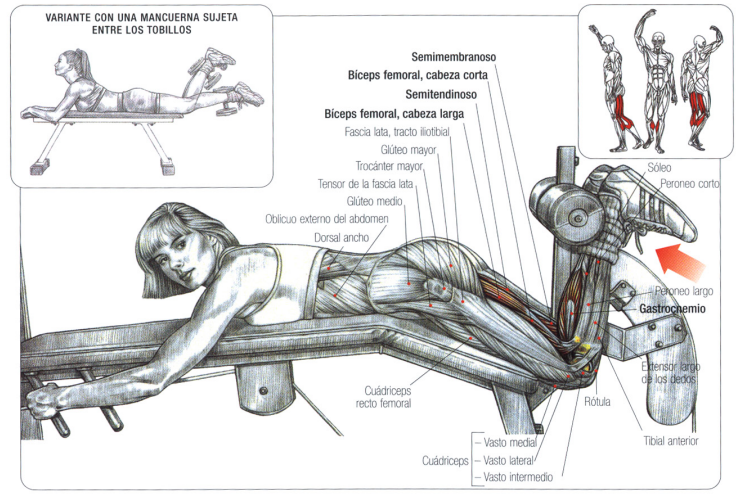 VARIANTE CON UNA MANCUERNA SUJETA
ENTRE LOS TOBILLOS
Semimembranoso
Bíceps femoral, cabeza corta
Semitendinoso
Bíceps femoral, cabeza larga
Fascia lata, tracto iliotibial
Glúteo mayor
Trocánter mayor
Tensor de la fascia lata
Glúteo medio
Oblicuo externo del abdomen
Dorsal ancho
Sóleo
Peroneo corto
Peroneo largo
Gastrocnemio
Extensor largo
de los dedos
Rótula
Tibial anterior
Cuádriceps
recto femoral
Cuádriceps
– Vasto medial
– Vasto lateral
– Vasto intermedio